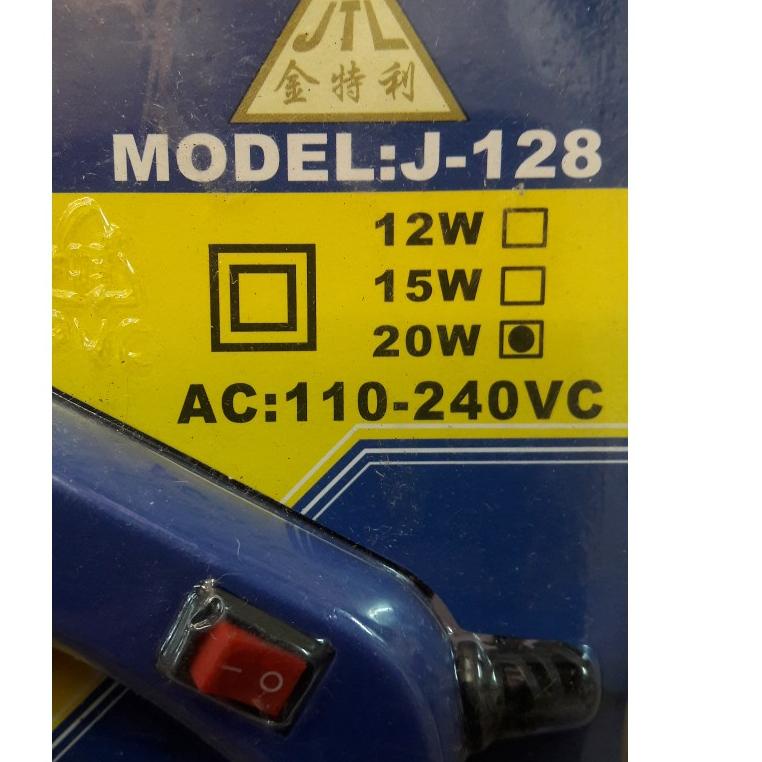 JTL
金特利
MODEL:J-128
12W
15W
20W
AC:110-240VC
I O